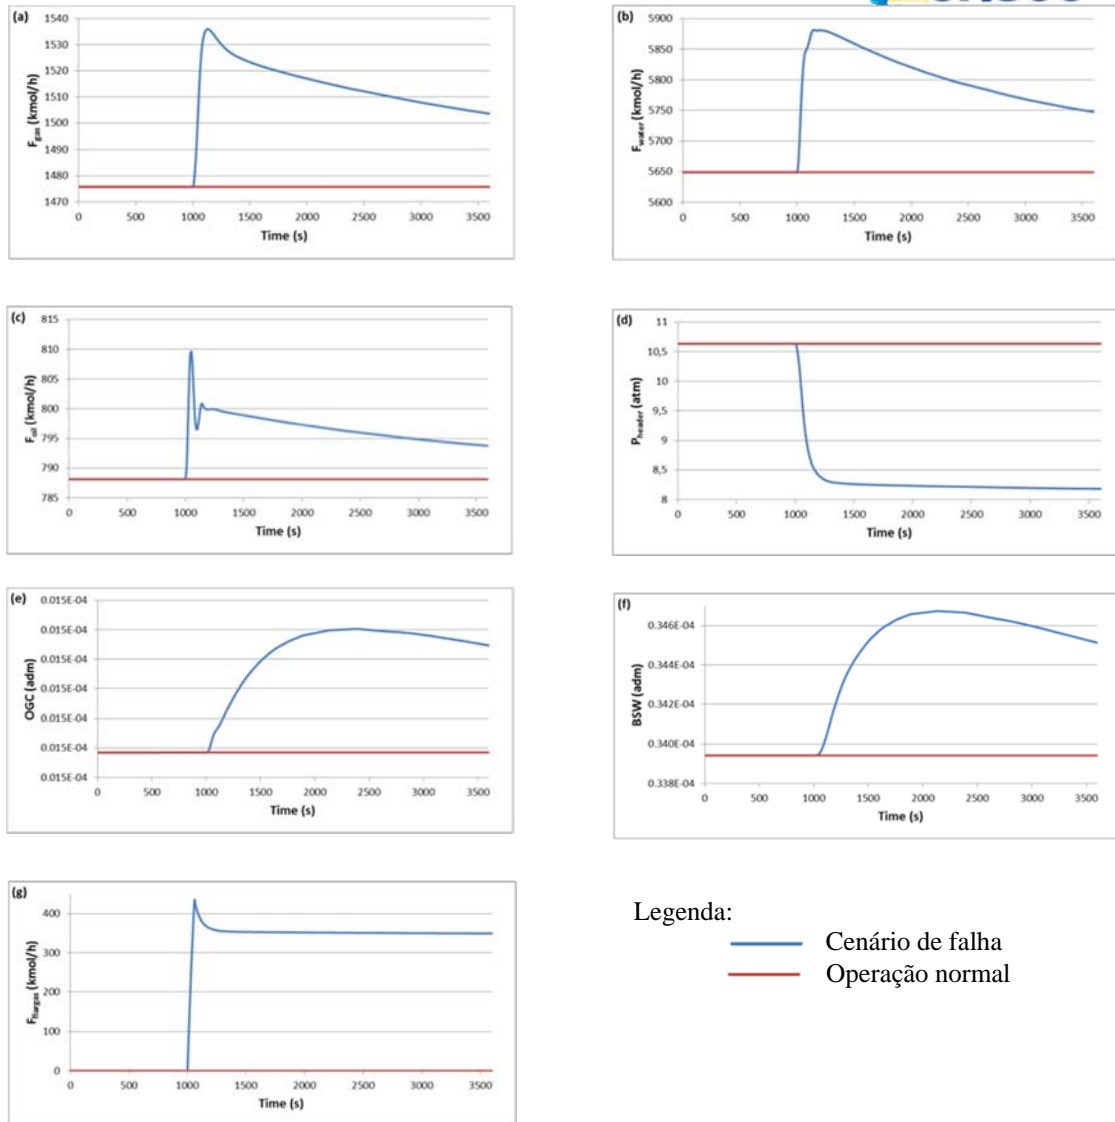 (a)
1540
1530
1520
1510
1500
1490
1480
1470
0 500 1000 1500 2000 2500 3000 3500
F_gas (kmol/h)
Time (s)
(b)
5900
5850
5800
5750
5700
5650
5600
0 500 1000 1500 2000 2500 3000 3500
F_water (kmol/h)
Time (s)
(c)
815
810
805
800
795
790
785
0 500 1000 1500 2000 2500 3000 3500
F_oil (kmol/h)
Time (s)
(d)
11
10,5
10
9,5
9
8,5
8
0 500 1000 1500 2000 2500 3000 3500
P_header (atm)
Time (s)
(e)
0.015E-04
0.015E-04
0.015E-04
0.015E-04
0.015E-04
0.015E-04
0.015E-04
0 500 1000 1500 2000 2500 3000 3500
OGC (adm)
Time (s)
(f)
0.346E-04
0.344E-04
0.342E-04
0.340E-04
0.338E-04
0 500 1000 1500 2000 2500 3000 3500
BSW (adm)
Time (s)
(g)
400
300
200
100
0
0 500 1000 1500 2000 2500 3000 3500
(kmol/h)
Time (s)
Legenda:
Cenário de falha
Operação normal